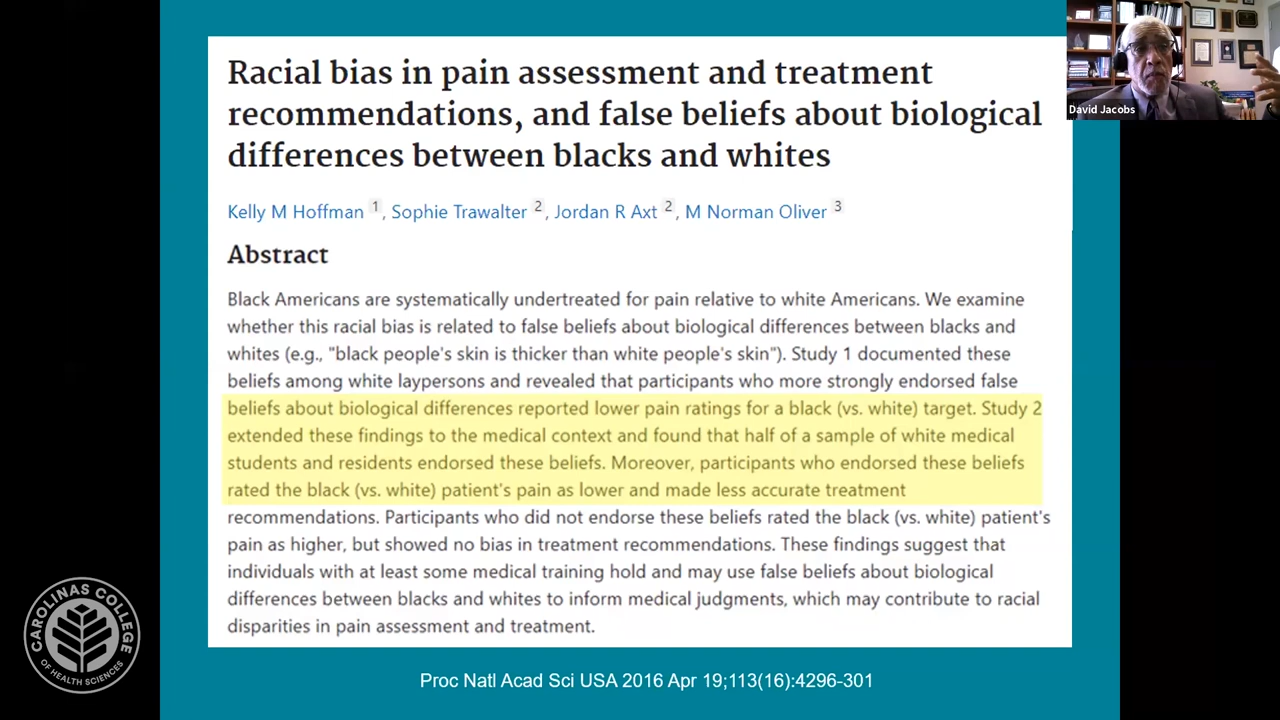 Racial bias in pain assessment and treatment
recommendations, and false beliefs about biological
differences between blacks and whites
Kelly M Hoffman 1, Sophie Trawalter 2, Jordan R Axt 2, M Norman Oliver 3
Abstract
Black Americans are systematically undertreated for pain relative to white Americans. We examine
whether this racial bias is related to false beliefs about biological differences between blacks and
whites (e.g., "black people's skin is thicker than white people's skin"). Study 1 documented these
beliefs among white laypersons and revealed that participants who more strongly endorsed false
beliefs about biological differences reported lower pain ratings for a black (vs. white) target. Study 2
extended these findings to the medical context and found that half of a sample of white medical
students and residents endorsed these beliefs. Moreover, participants who endorsed these beliefs
rated the black (vs. white) patient's pain as lower and made less accurate treatment
recommendations. Participants who did not endorse these beliefs rated the black (vs. white) patient's
pain as higher, but showed no bias in treatment recommendations. These findings suggest that
individuals with at least some medical training hold and may use false beliefs about biological
differences between blacks and whites to inform medical judgments, which may contribute to racial
disparities in pain assessment and treatment.
Proc Natl Acad Sci USA 2016 Apr 19;113(16):4296-301
David Jacobs
CAROLINAS COLLEGE
OF HEALTH SCIENCES